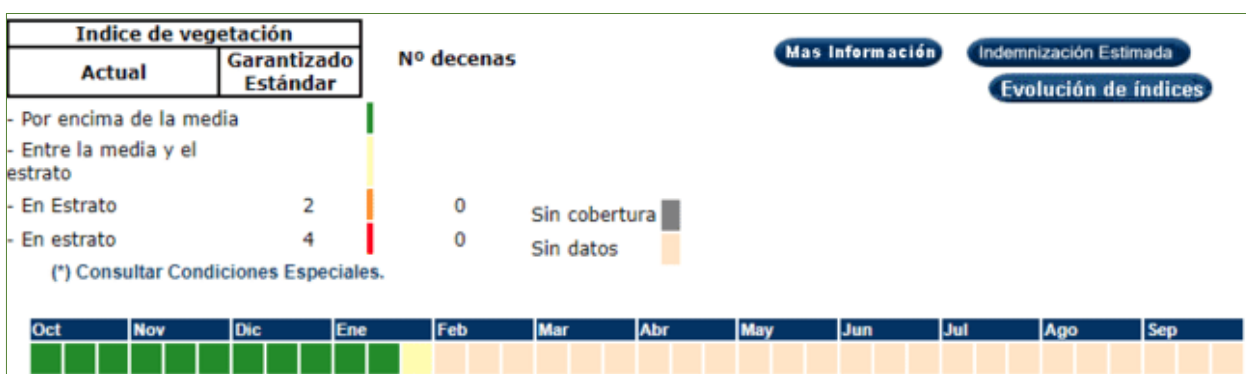 Indice de vegetación
Actual
Garantizado
Estándar
Nº decenas
Mas Información
Indemnización Estimada
Evolución de índices
- Por encima de la media
- Entre la media y el
estrato
- En Estrato 2 0
- En estrato 4 0
Sin cobertura
Sin datos
(*) Consultar Condiciones Especiales.
Oct Nov Dic Ene Feb Mar Abr May Jun Jul Ago Sep